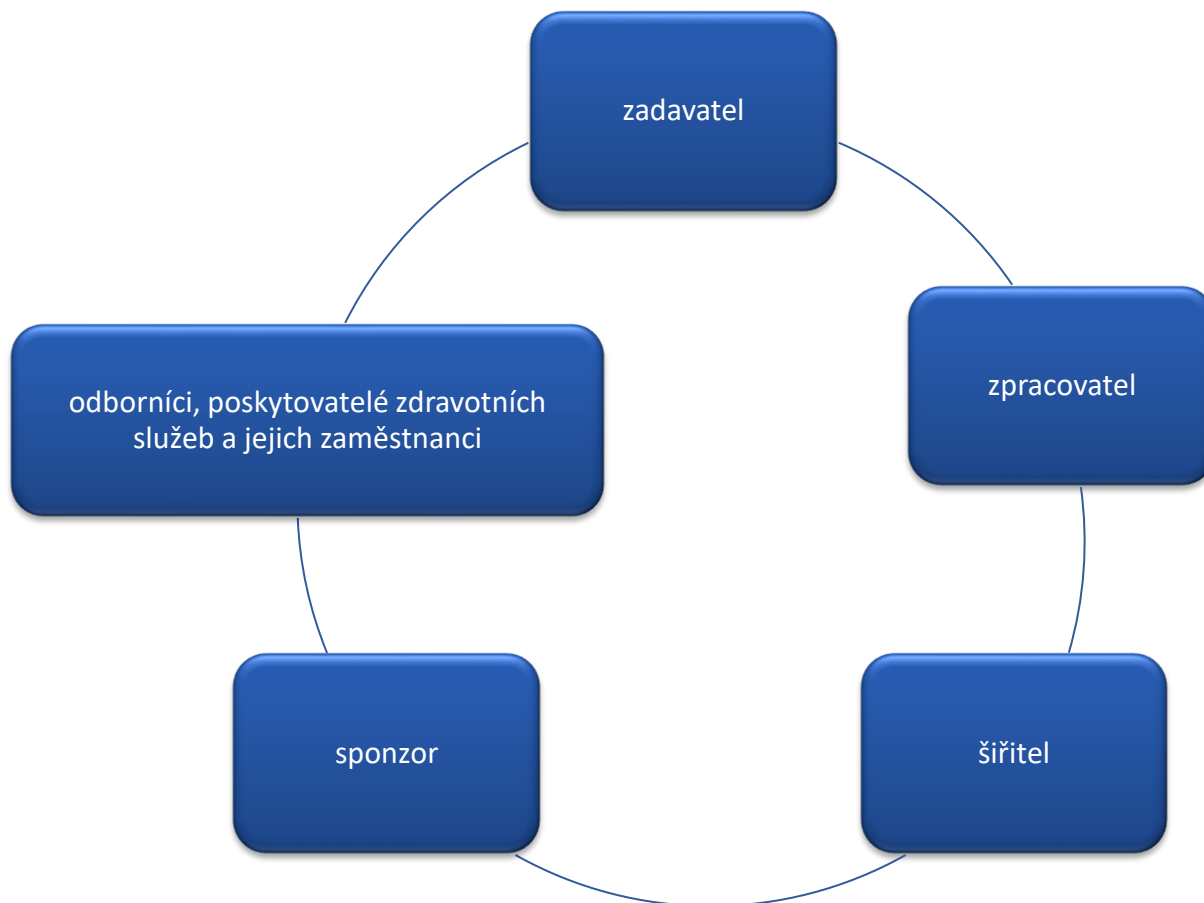 zadavatel
zpracovatel
šiřitel
sponzor
odborníci, poskytovatelé zdravotních
služeb a jejich zaměstnanci